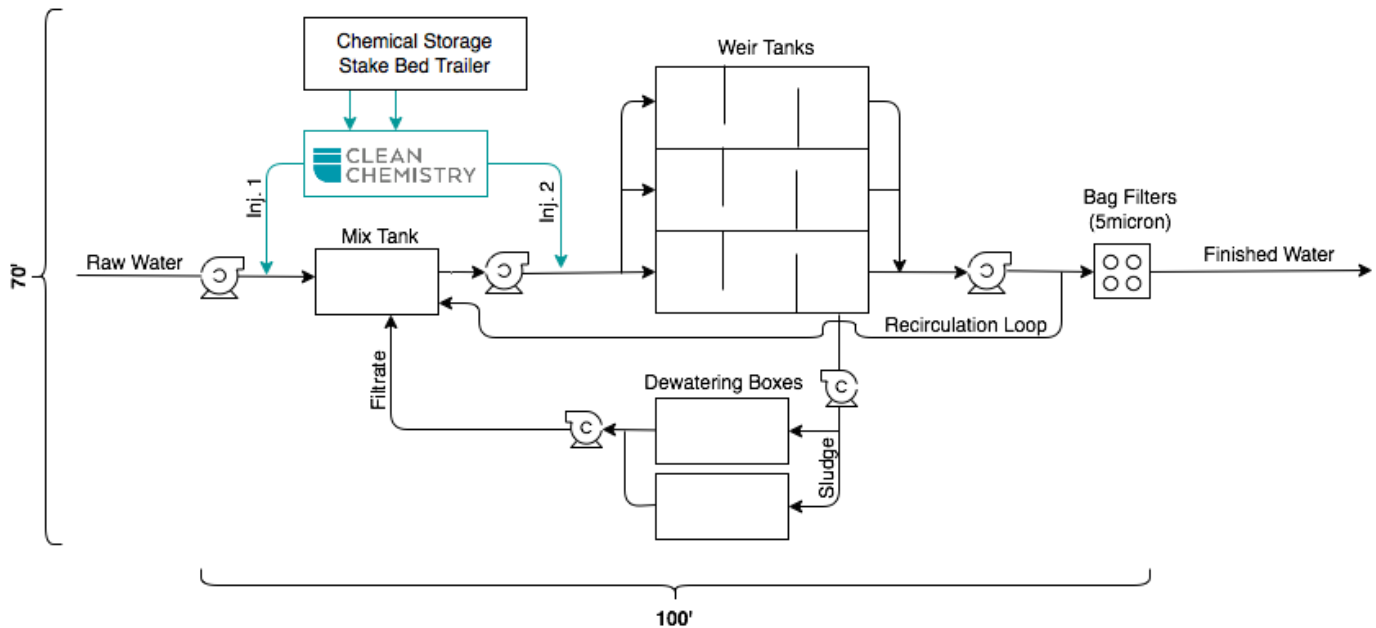 Chemical Storage
Stake Bed Trailer
Weir Tanks
CLEAN
CHEMISTRY
Inj. 1
Inj. 2
Bag Filters
(5micron)
Mix Tank
Raw Water
Finished Water
70'
Recirculation Loop
Filtrate
Dewatering Boxes
C
C
C
C
C
Sludge
100'